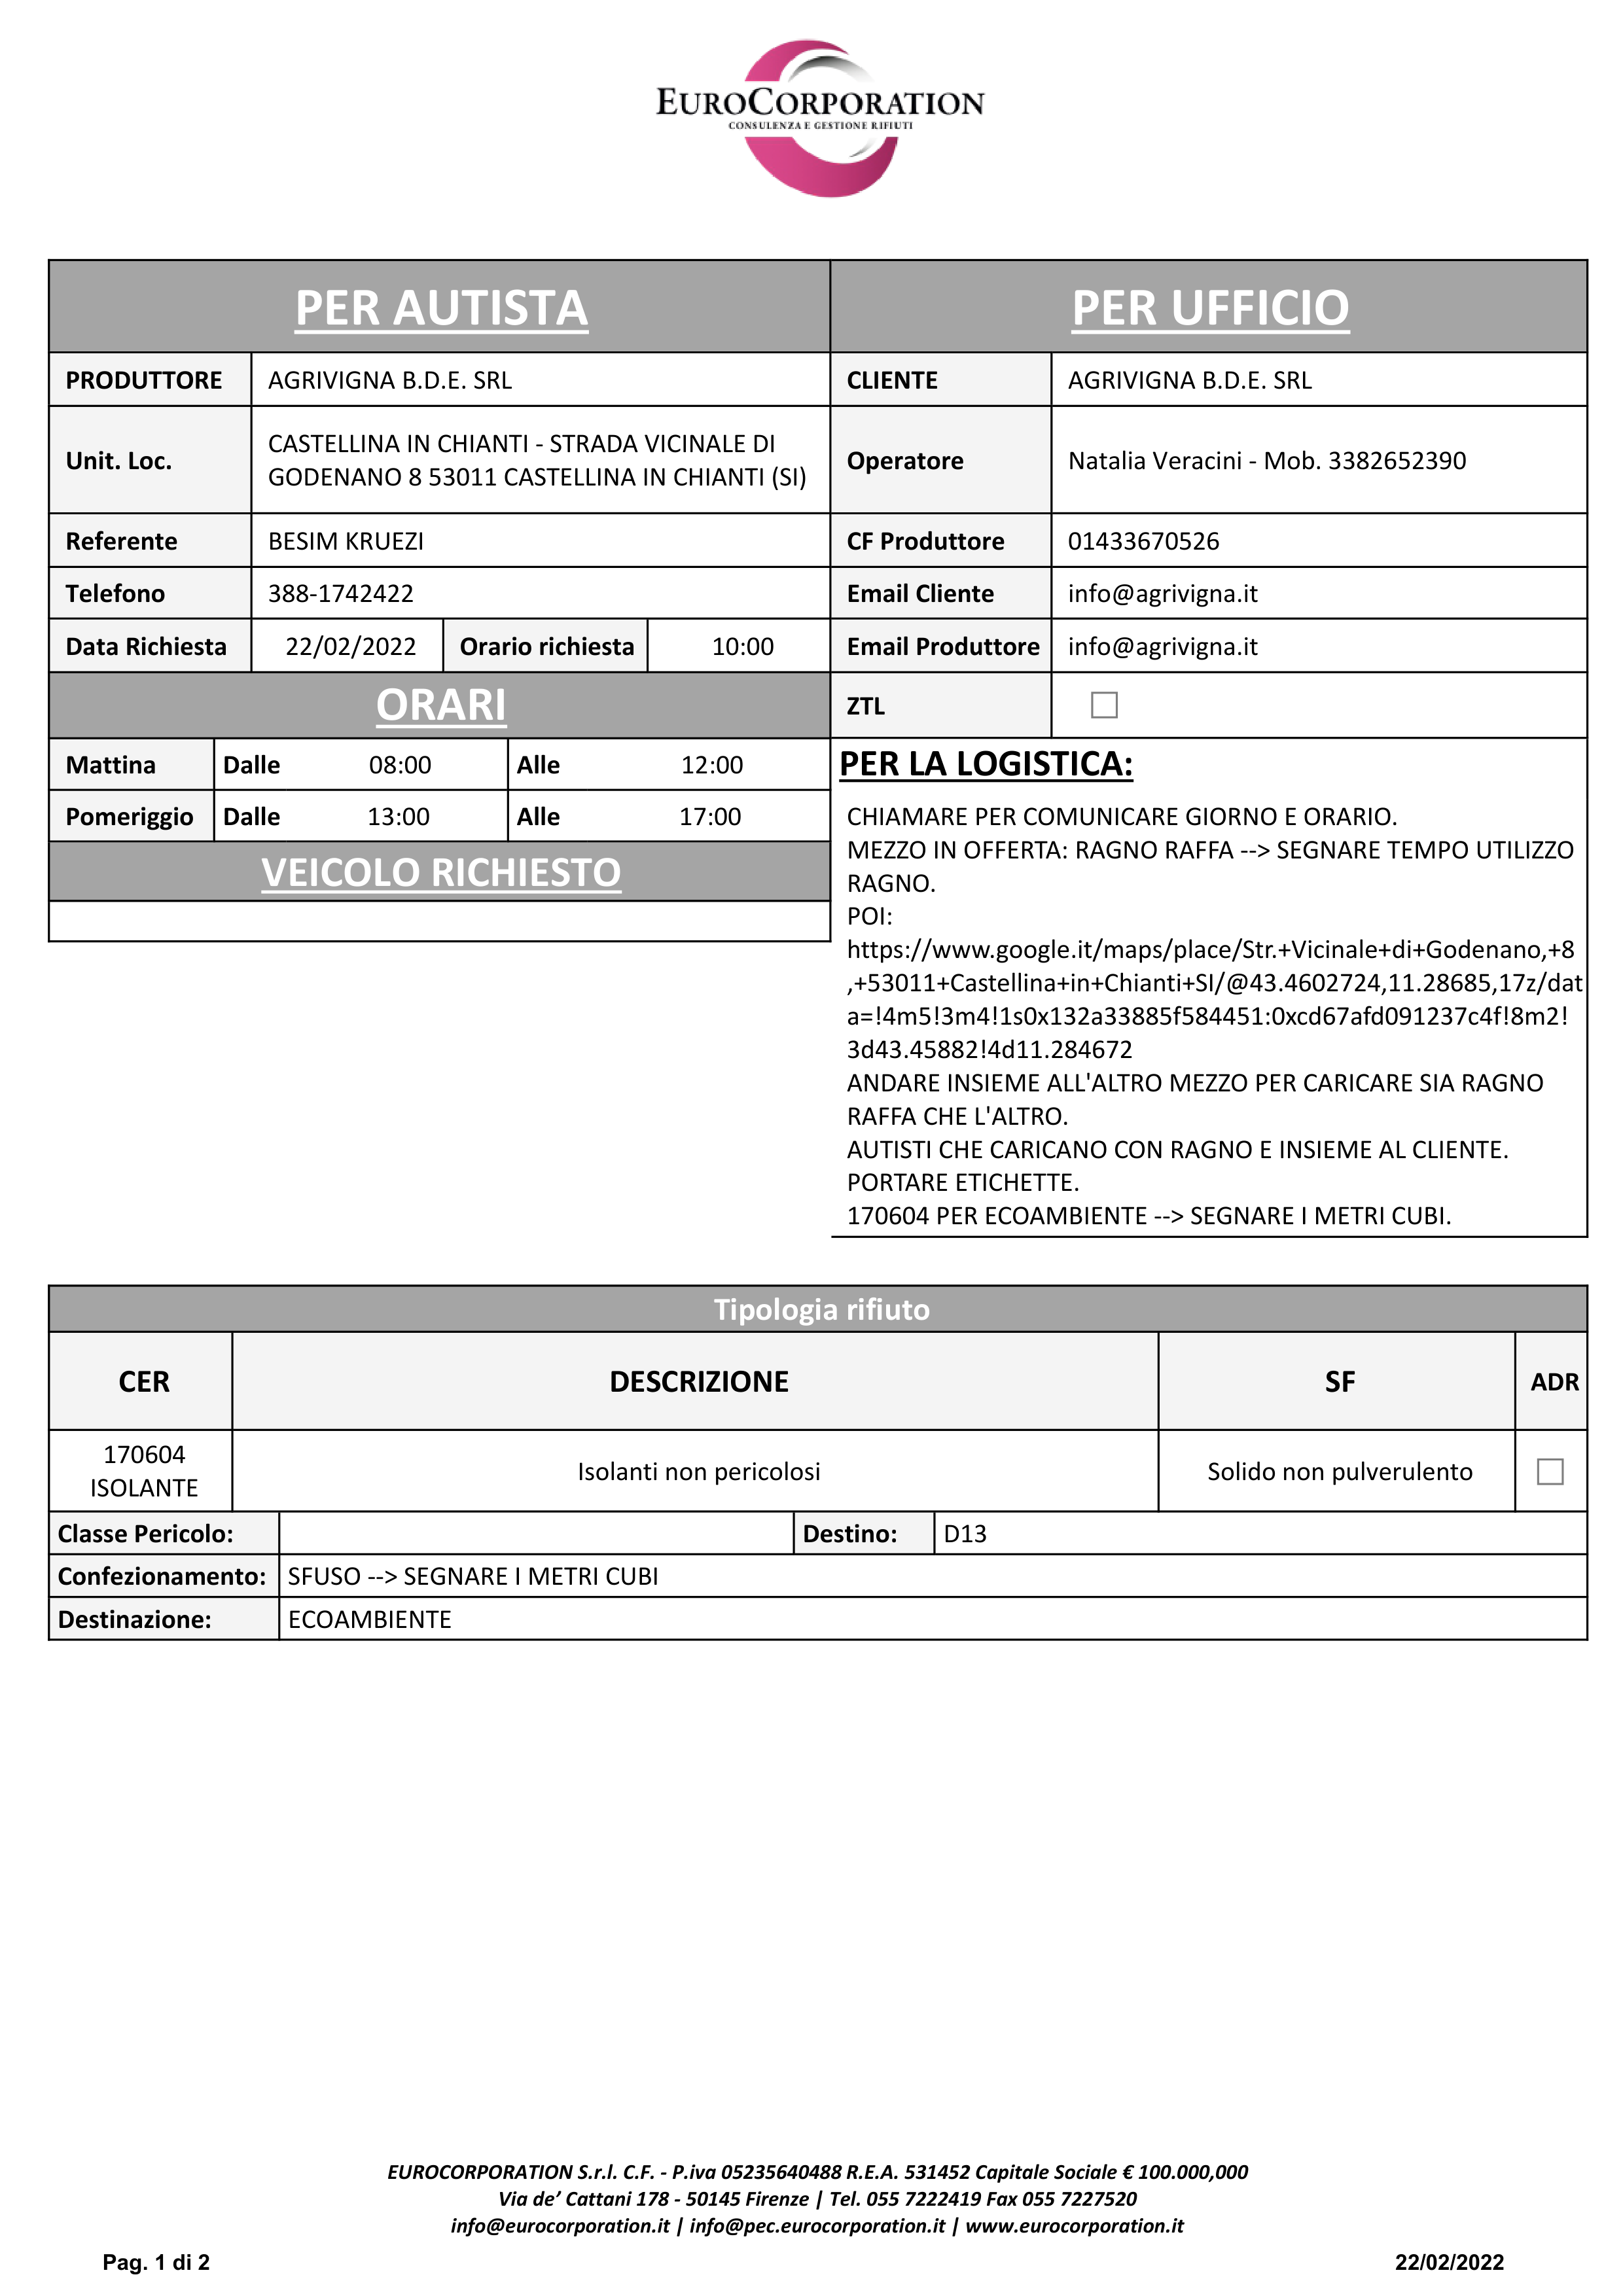 EUROCORPORATION
CONSULENZA E GESTIONE RIFIUTI
PER AUTISTA
PRODUTTORE AGRIVIGNA B.D.E. SRL
Unit. Loc. CASTELLINA IN CHIANTI - STRADA VICINALE DI
GODENANO 8 53011 CASTELLINA IN CHIANTI (SI)
Referente BESIM KRUEZI
Telefono 388-1742422
Data Richiesta 22/02/2022 Orario richiesta 10:00
ORARI
Mattina Dalle 08:00 Alle 12:00
Pomeriggio Dalle 13:00 Alle 17:00
VEICOLO RICHIESTO
PER UFFICIO
CLIENTE AGRIVIGNA B.D.E. SRL
Operatore Natalia Veracini - Mob. 3382652390
CF Produttore 01433670526
Email Cliente info@agrivigna.it
Email Produttore info@agrivigna.it
ZTL
PER LA LOGISTICA:
CHIAMARE PER COMUNICARE GIORNO E ORARIO.
MEZZO IN OFFERTA: RAGNO RAFFA --> SEGNARE TEMPO UTILIZZO
RAGNO.
POI:
https://www.google.it/maps/place/Str.+Vicinale+di+Godenano,+8
,+53011+Castellina+in+Chianti+SI/@43.4602724,11.28685,17z/dat
a=!4m5!3m4!1s0x132a33885f584451:0xcd67afd091237c4f!8m2!
3d43.45882!4d11.284672
ANDARE INSIEME ALL'ALTRO MEZZO PER CARICARE SIA RAGNO
RAFFA CHE L'ALTRO.
AUTISTI CHE CARICANO CON RAGNO E INSIEME AL CLIENTE.
PORTARE ETICHETTE.
170604 PER ECOAMBIENTE --> SEGNARE I METRI CUBI.
Tipologia rifiuto
CER DESCRIZIONE SF ADR
170604
ISOLANTE Isolanti non pericolosi Solido non pulverulento
Classe Pericolo: Destino: D13
Confezionamento: SFUSO --> SEGNARE I METRI CUBI
Destinazione: ECOAMBIENTE
EUROCORPORATION S.r.l. C.F. - P.iva 05235640488 R.E.A. 531452 Capitale Sociale € 100.000,000
Via de’ Cattani 178 - 50145 Firenze | Tel. 055 7222419 Fax 055 7227520
info@eurocorporation.it | info@pec.eurocorporation.it | www.eurocorporation.it
Pag. 1 di 2 22/02/2022